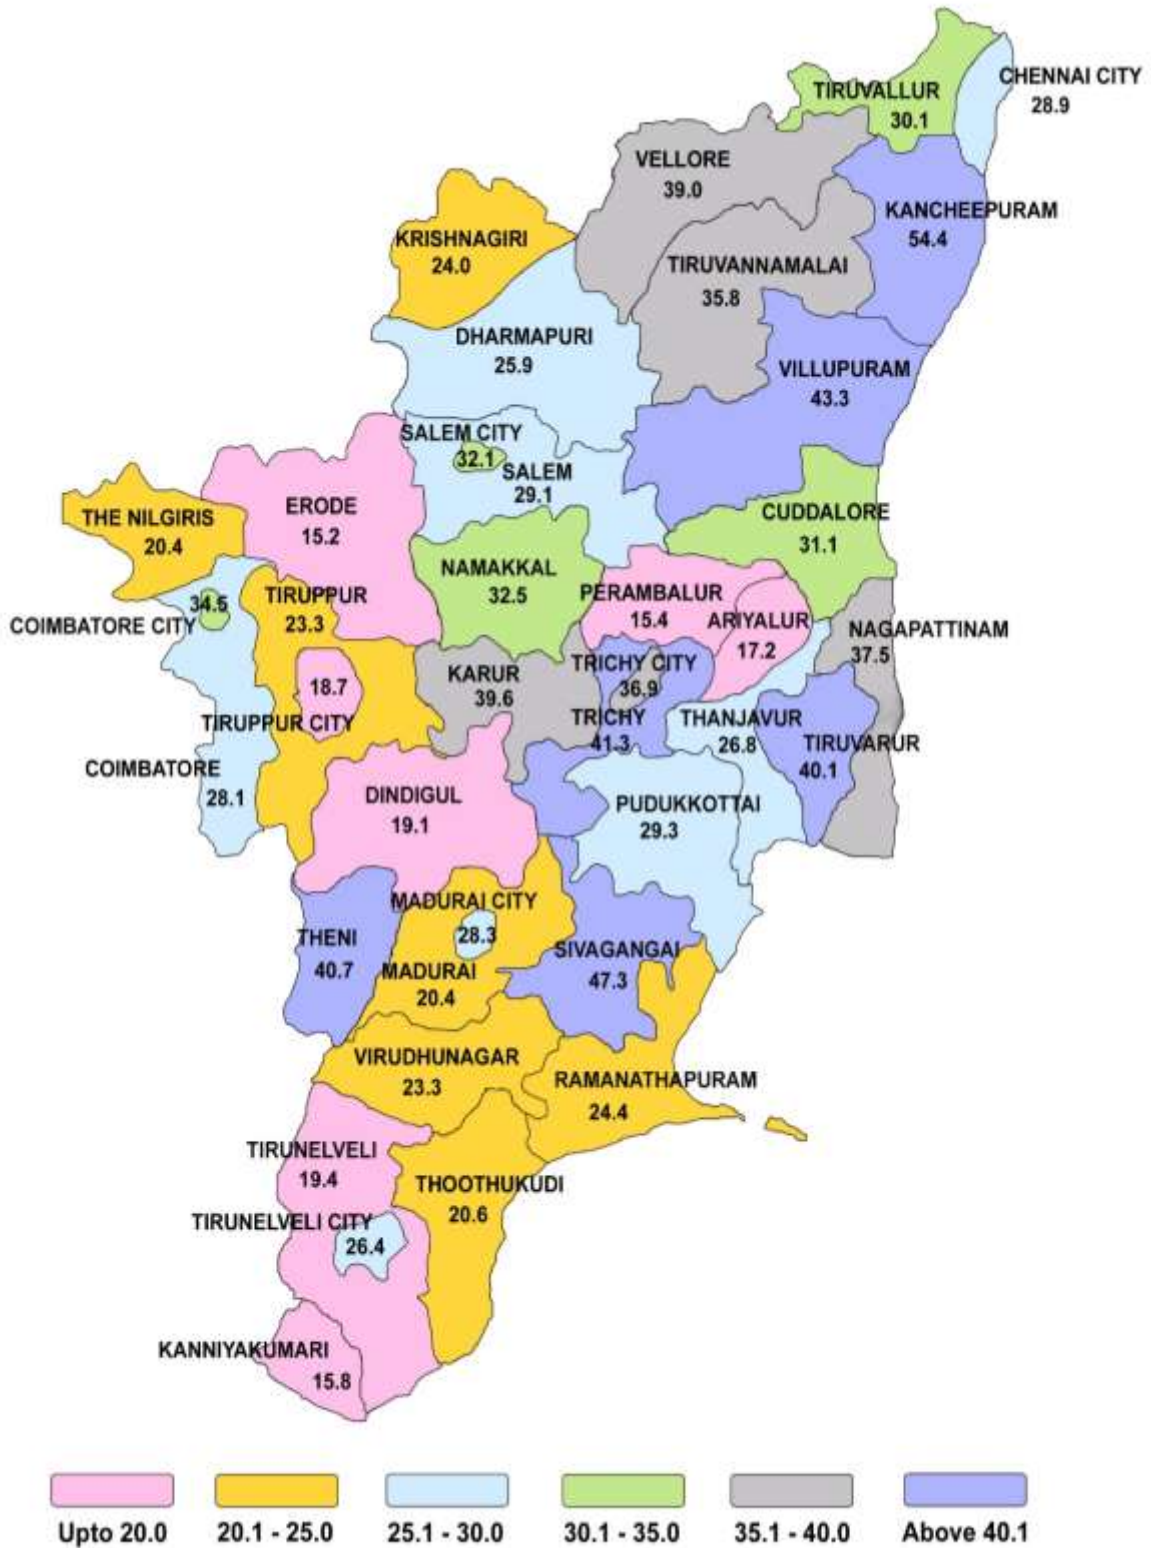 CHENNAI CITY
28.9
TIRUVALLUR
30.1
VELLORE
39.0
KANCHEEPURAM
54.4
KRISHNAGIRI
24.0
TIRUVANNAMALAI
35.8
DHARMAPURI
25.9
VILLUPURAM
43.3
SALEM CITY
32.1
SALEM
29.1
ERODE
15.2
THE NILGIRIS
20.4
CUDDALORE
31.1
NAMAKKAL
32.5
PERAMBALUR
15.4
ARIYALUR
17.2
TIRUPPUR
23.3
34.5
COIMBATORE CITY
NAGAPATTINAM
37.5
TRICHY CITY
36.9
KARUR
39.6
18.7
TIRUPPUR CITY
TRICHY
41.3
THANJAVUR
26.8
TIRUVARUR
40.1
COIMBATORE
28.1
DINDIGUL
19.1
PUDUKKOTTAI
29.3
MADURAI CITY
28.3
THENI
40.7
MADURAI
20.4
SIVAGANGAI
47.3
VIRUDHUNAGAR
23.3
RAMANATHAPURAM
24.4
TIRUNELVELI
19.4
THOOTHUKUDI
20.6
TIRUNELVELI CITY
26.4
KANNIYAKUMARI
15.8
Upto 20.0
20.1 - 25.0
25.1 - 30.0
30.1 - 35.0
35.1 - 40.0
Above 40.1